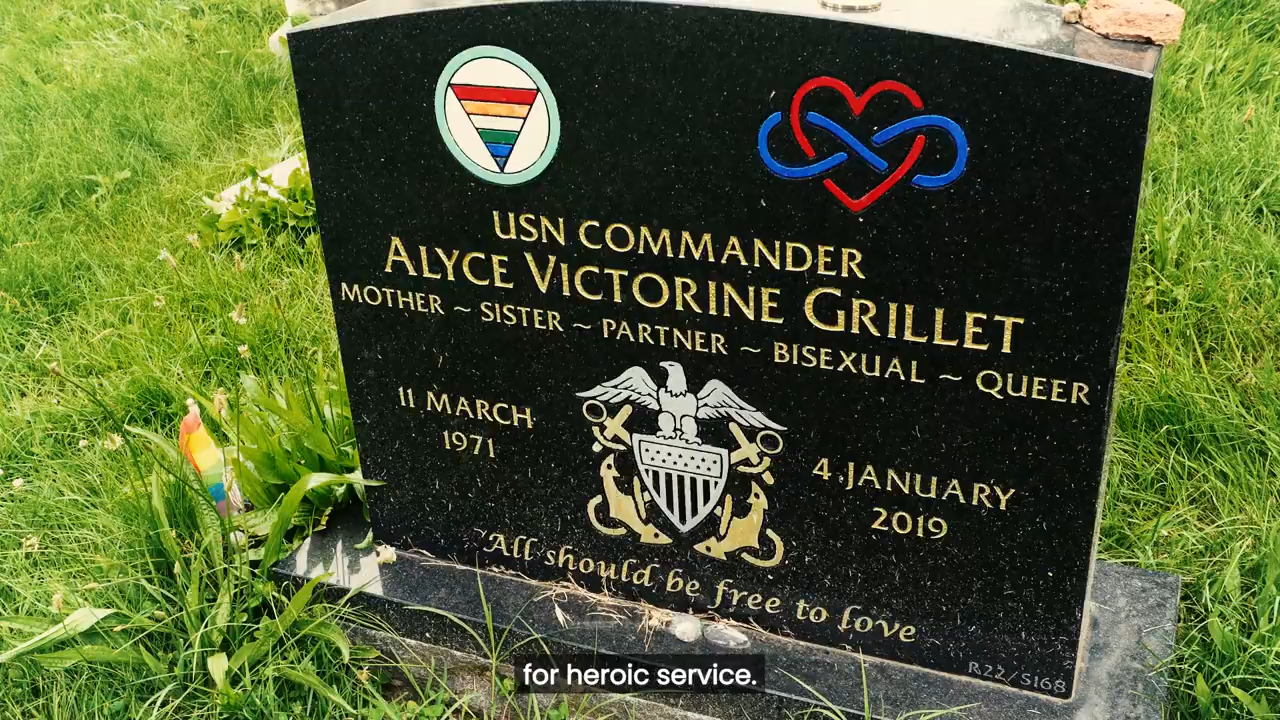 USN COMMANDER
ALYCE VICTORINE GRILLET
MOTHER ~ SISTER ~ PARTNER ~ BISEXUAL ~ QUEER
11 MARCH
1971
4 JANUARY
2019
"All should be free to love
R22/S168
for heroic service.